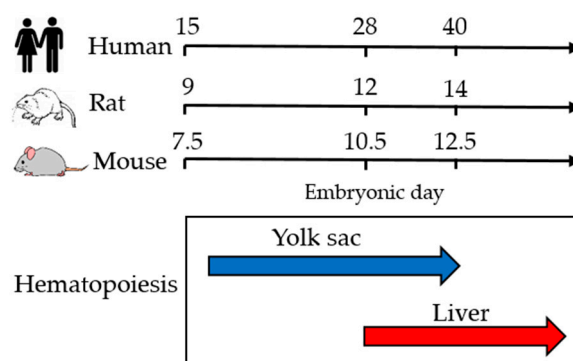 15 28 40
Human
9 12 14
Rat
7.5 10.5 12.5
Mouse
Embryonic day
Yolk sac
Hematopoiesis
Liver